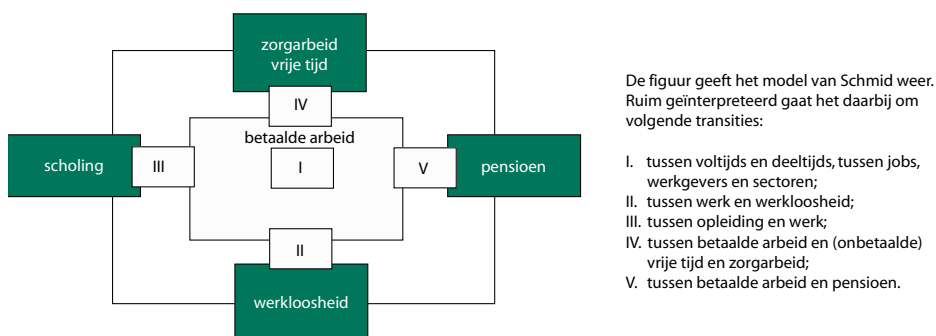 zorgarbeid
vrije tijd
IV
betaalde arbeid
scholing
III
I
V
pensioen
II
werkloosheid
De figuur geeft het model van Schmid weer.
Ruim geïnterpreteerd gaat het daarbij om
volgende transities:
I. tussen voltijds en deeltijds, tussen jobs,
werkgevers en sectoren;
II. tussen werk en werkloosheid;
III. tussen opleiding en werk;
IV. tussen betaalde arbeid en (onbetaalde)
vrije tijd en zorgarbeid;
V. tussen betaalde arbeid en pensioen.